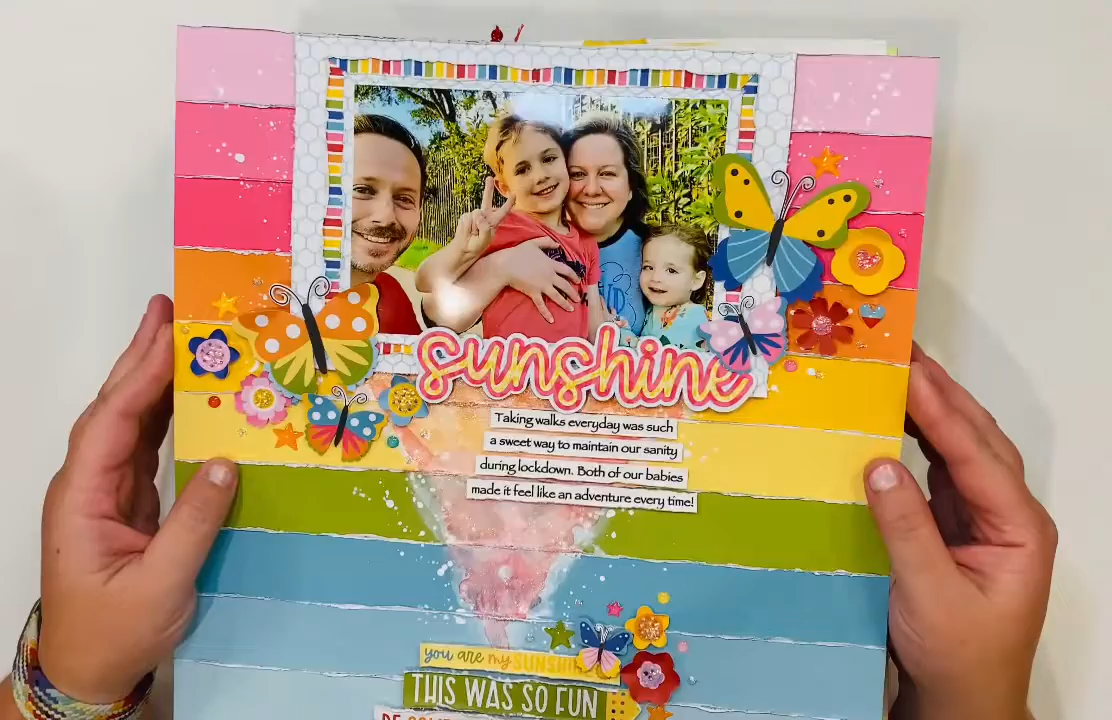 sunshine
Taking walks everyday was such
a sweet way to maintain our sanity
during lockdown. Both of our babies
made it feel like an adventure every time!
you are my SUNSHINE
THIS WAS SO FUN